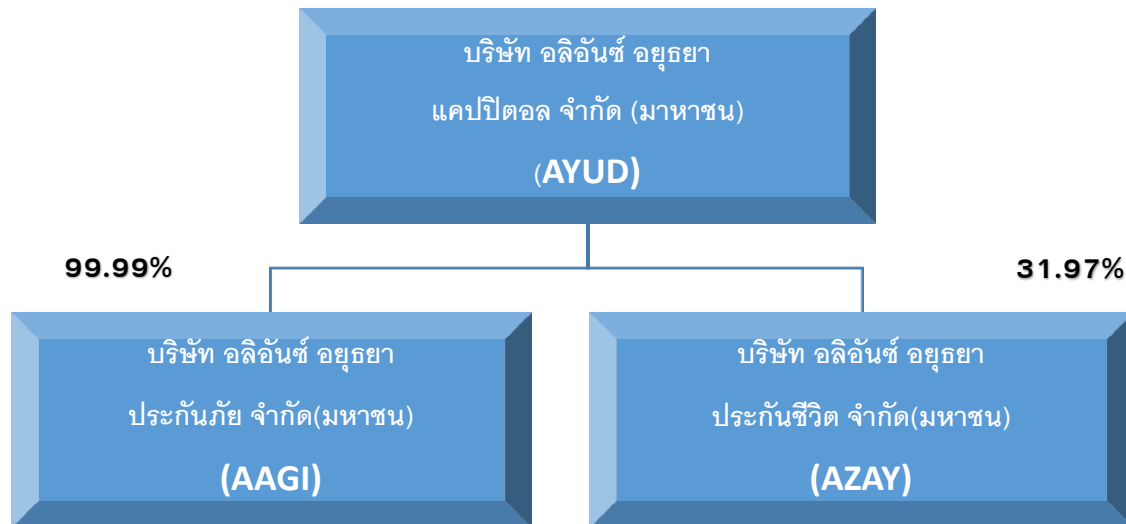 บริษัท อลิอันซ์ อยุธยา
แคปปิตอล จำกัด (มาหาชน)
(AYUD)
99.99%
31.97%
บริษัท อลิอันซ์ อยุธยา
ประกันภัย จำกัด(มหาชน)
(AAGI)
บริษัท อลิอันซ์ อยุธยา
ประกันชีวิต จำกัด(มหาชน)
(AZAY)